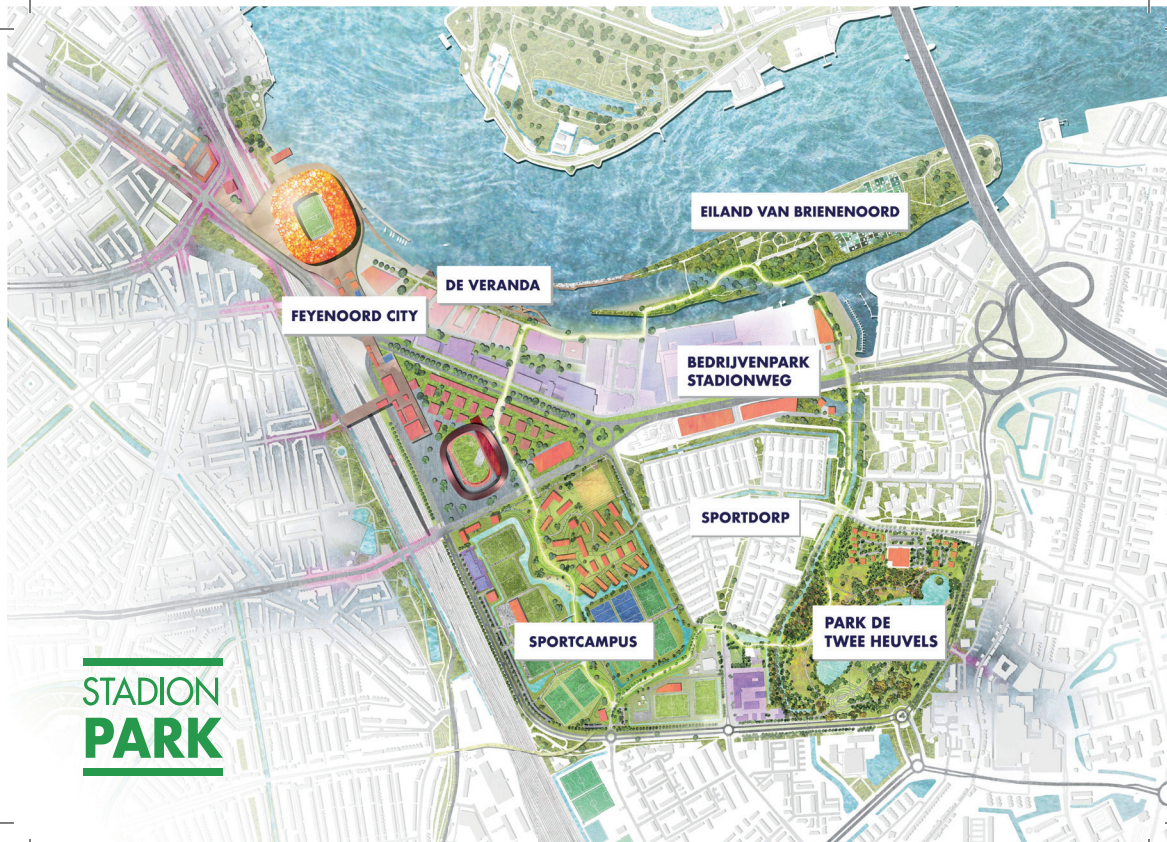 EILAND VAN BRIENENOORD
DE VERANDA
FEYENOORD CITY
BEDRIJVENPARK
STADIONWEG
SPORTDORP
PARK DE
TWEE HEUVELS
SPORTCAMPUS
STADION
PARK